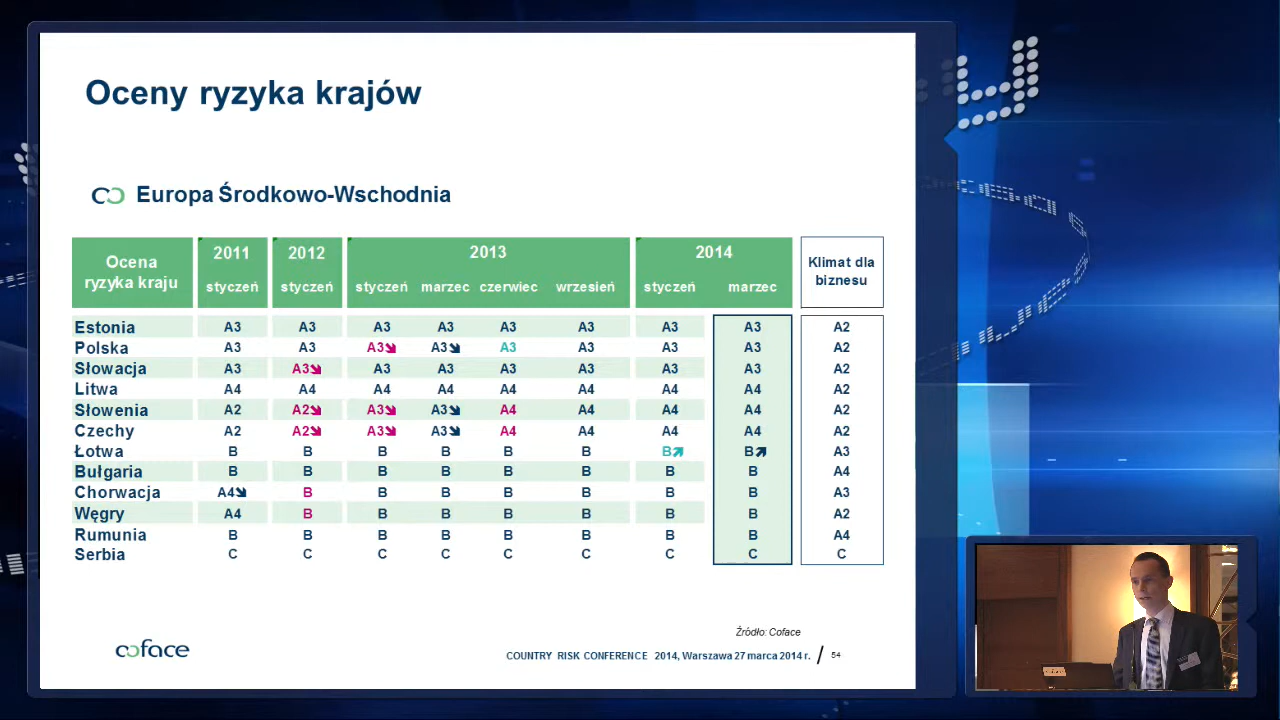 Oceny ryzyka krajów
Europa Środkowo-Wschodnia
Ocena ryzyka kraju 2011 styczeń 2012 styczeń 2013 styczeń marzec czerwiec wrzesień 2014 styczeń marzec Klimat dla biznesu
Estonia A3 A3 A3 A3 A3 A3 A3 A3 A2
Polska A3 A3 A3↘ A3↘ A3 A3 A3 A3 A2
Słowacja A3 A3↘ A3 A3 A3 A3 A3 A3 A2
Litwa A4 A4 A4 A4 A4 A4 A4 A4 A2
Słowenia A2 A2↘ A3↘ A3↘ A4 A4 A4 A4 A2
Czechy A2 A2↘ A3↘ A3↘ A4 A4 A4 A4 A2
Łotwa B B B B B B B↗ B↗ A3
Bułgaria B B B B B B B B A4
Chorwacja A4↘ B B B B B B B A3
Węgry A4 B B B B B B B A2
Rumunia B B B B B B B B A4
Serbia C C C C C C C C C
Źródło: Coface
coface
COUNTRY RISK CONFERENCE 2014, Warszawa 27 marca 2014 r. / 54